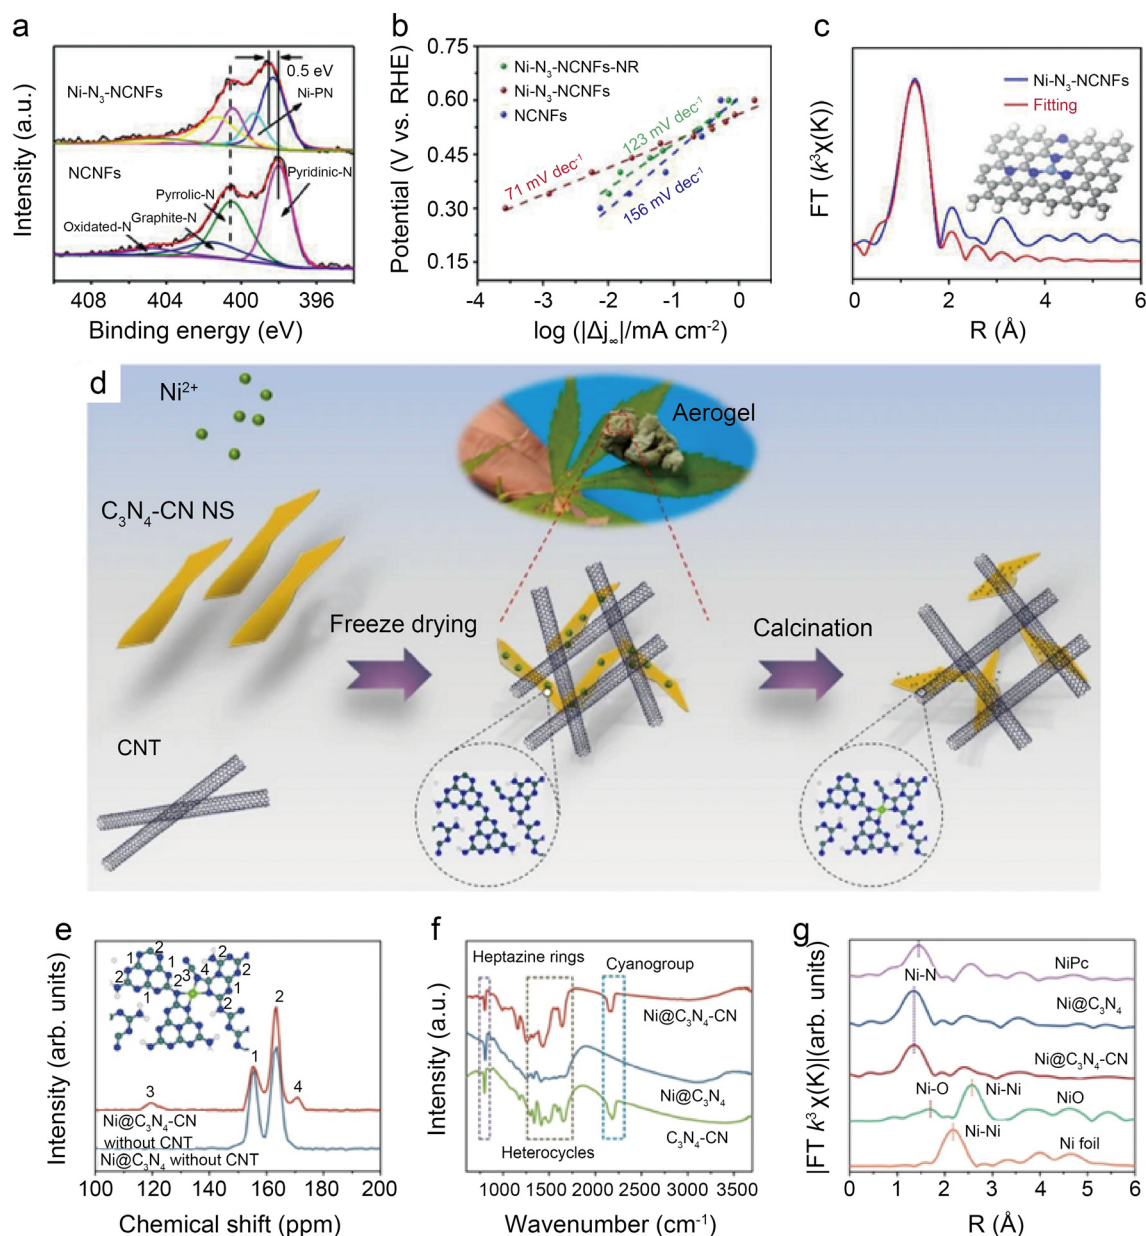 a
Intensity (a.u.)
Ni-N₃-NCNFs
0.5 eV
Ni-PN
NCNFs
Pyrrolic-N
Pyridinic-N
Graphite-N
Oxidated-N
408 404 400 396
Binding energy (eV)
b
Potential (V vs. RHE)
0.75
0.60
0.45
0.30
0.15
Ni-N₃-NCNFs-NR
Ni-N₃-NCNFs
NCNFs
123 mV dec⁻¹
71 mV dec⁻¹
156 mV dec⁻¹
-4 -3 -2 -1 0
log (|Δj∞|/mA cm⁻²)
c
FT (k³χ(K))
Ni-N₃-NCNFs
Fitting
0 1 2 3 4 5 6
R (Å)
d
Ni²⁺
Aerogel
C₃N₄-CN NS
Freeze drying
Calcination
CNT
e
Intensity (arb. units)
2
1 2
1 2
2 3 4 2
1 1
2
2
1
3
4
Ni@C₃N₄-CN
without CNT
Ni@C₃N₄ without CNT
100 120 140 160 180 200
Chemical shift (ppm)
f
Intensity (a.u.)
Heptazine rings
Cyanogroup
Ni@C₃N₄-CN
Ni@C₃N₄
C₃N₄-CN
Heterocycles
1000 1500 2000 2500 3000 3500
Wavenumber (cm⁻¹)
g
|FT k³ χ(K)|(arb. units)
NiPc
Ni-N
Ni@C₃N₄
Ni@C₃N₄-CN
Ni-O
Ni-Ni
NiO
Ni-Ni
Ni foil
0 1 2 3 4 5 6
R (Å)